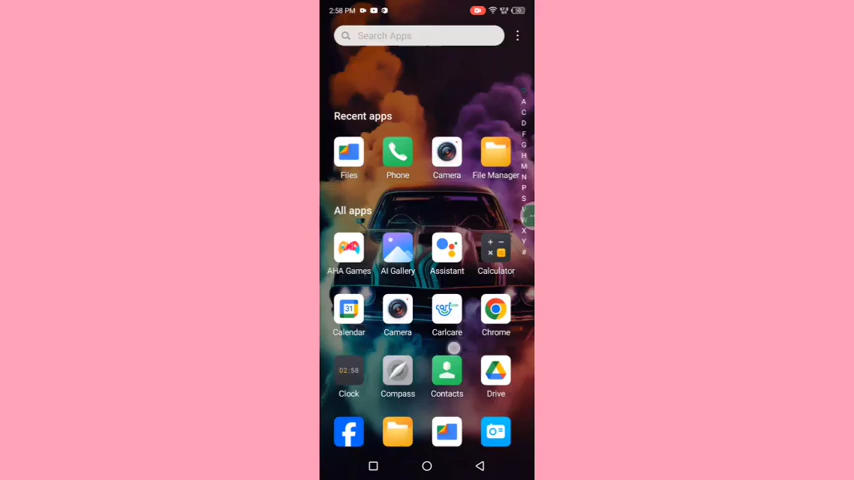 2:58 PM
Search Apps
Recent apps
Files Phone Camera File Manager
A
C
D
F
G
H
M
N
P
S
X
Y
#
All apps
AHA Games AI Gallery Assistant Calculator
31
Calendar Camera Carlcare Chrome
02:58
Clock Compass Contacts Drive